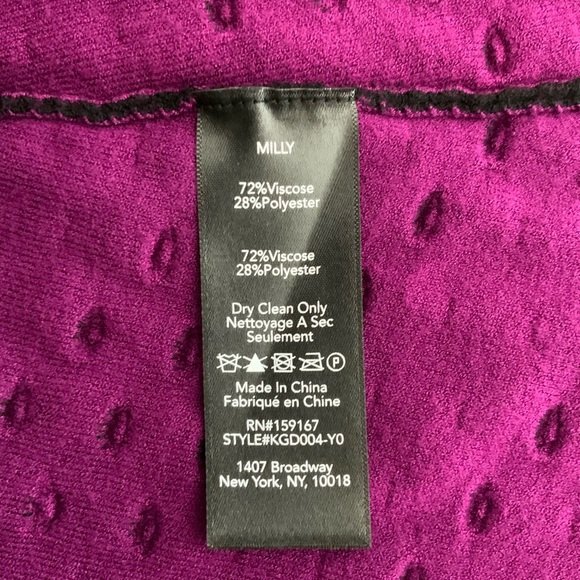 MILLY
72%Viscose
28%Polyester
72%Viscose
28%Polyester
Dry Clean Only
Nettoyage A Sec
Seulement
P
Made In China
Fabriqué en Chine
RN#159167
STYLE#KGD004-Y0
1407 Broadway
New York, NY, 10018